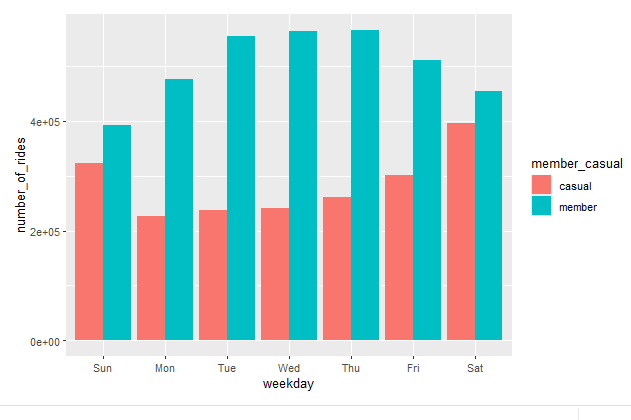 number_of_rides
4e+05
2e+05
0e+00
Sun Mon Tue Wed Thu Fri Sat
weekday
member_casual
casual
member